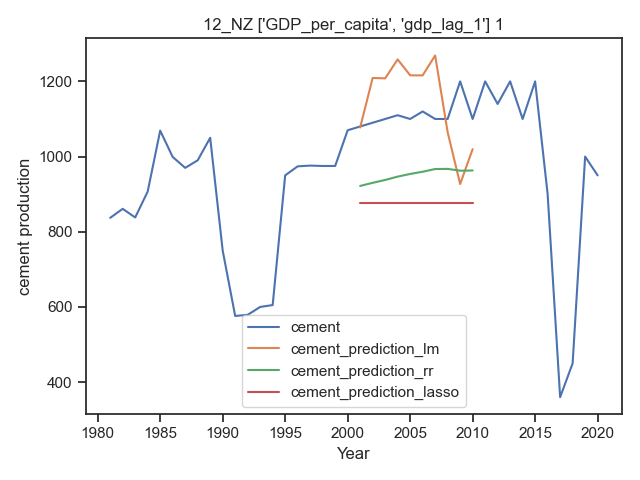 12_NZ ['GDP_per_capita', 'gdp_lag_1'] 1
cement production
1200
1000
800
600
400
cement
cement_prediction_lm
cement_prediction_rr
cement_prediction_lasso
1980 1985 1990 1995 2000 2005 2010 2015 2020
Year